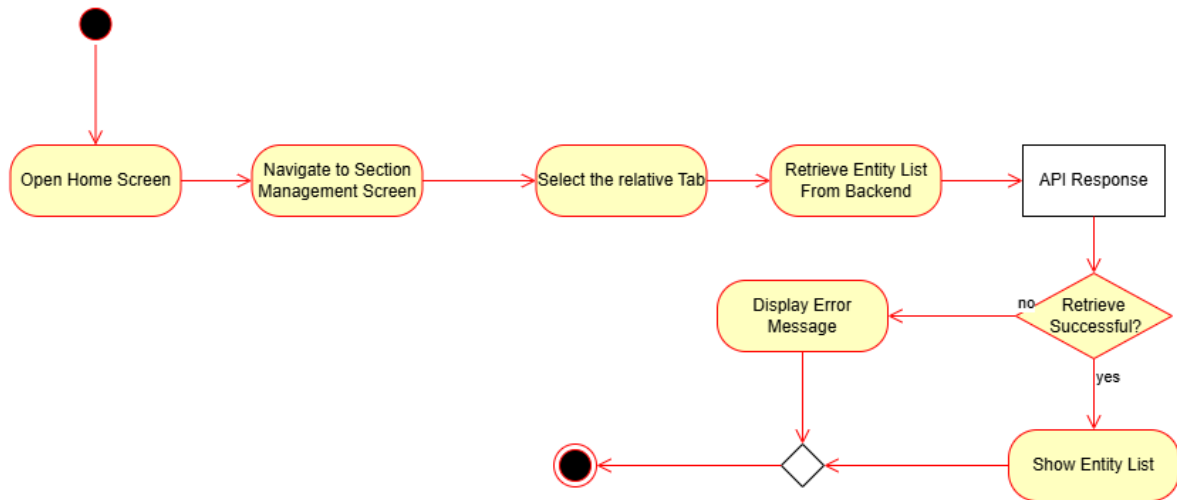 Open Home Screen
Navigate to Section
Management Screen
Select the relative Tab
Retrieve Entity List
From Backend
API Response
Display Error
Message
no
Retrieve
Successful?
yes
Show Entity List